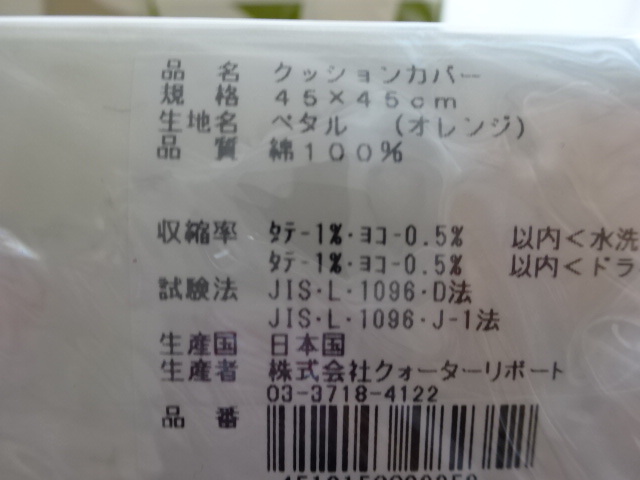 品　名　クッションカバー
規　格　４５×４５ｃｍ
生地名　ペタル　（オレンジ）
品　質　綿１００％
収縮率　ﾀﾃ-1%・ﾖｺ-0.5%　以内<水洗
ﾀﾃ-1%・ﾖｺ-0.5%　以内<ドラ
試験法　JIS・L・1096・D法
JIS・L・1096・J-1法
生産国　日本国
生産者　株式会社クォーターリポート
03-3718-4122
品　番